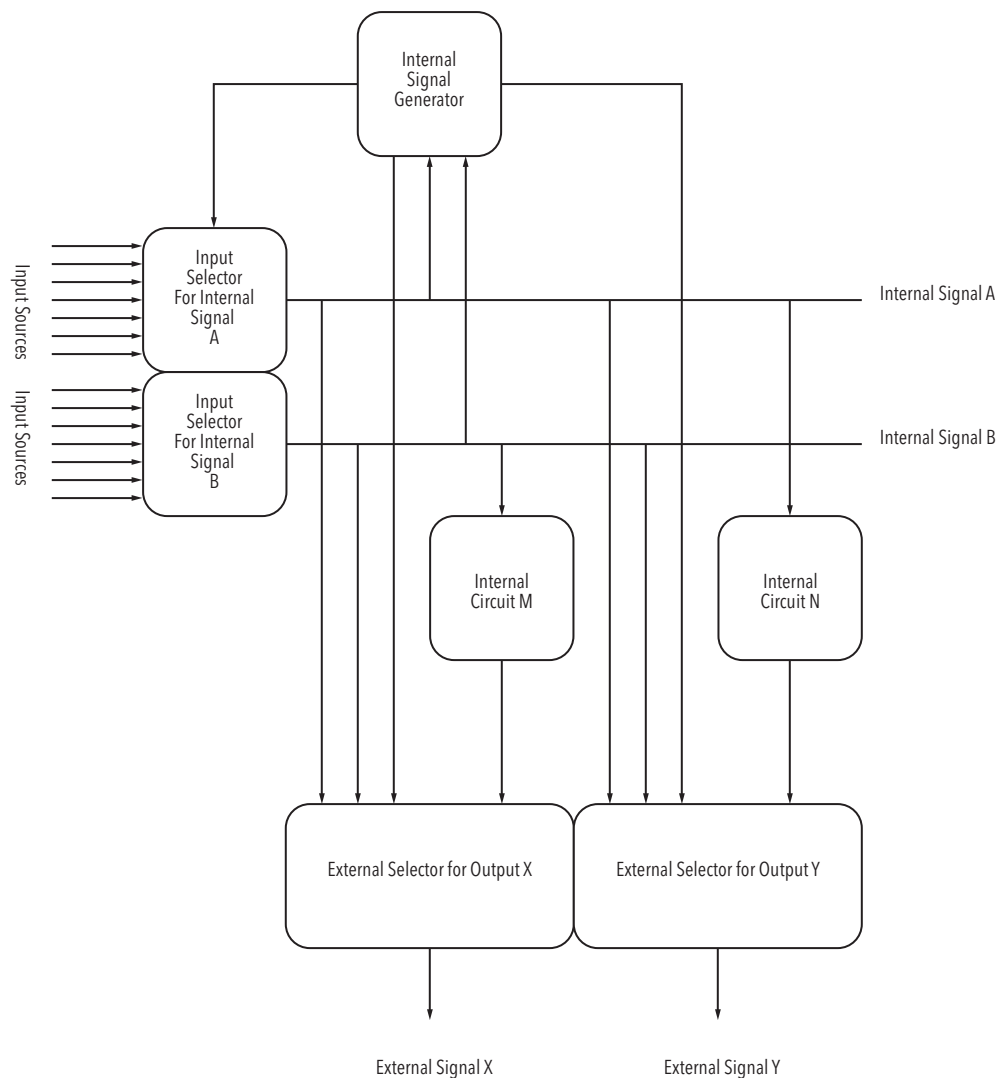 Internal
Signal
Generator
Input Sources
Input
Selector
For Internal
Signal
A
Internal Signal A
Input Sources
Input
Selector
For Internal
Signal
B
Internal Signal B
Internal
Circuit M
Internal
Circuit N
External Selector for Output X
External Selector for Output Y
External Signal X
External Signal Y